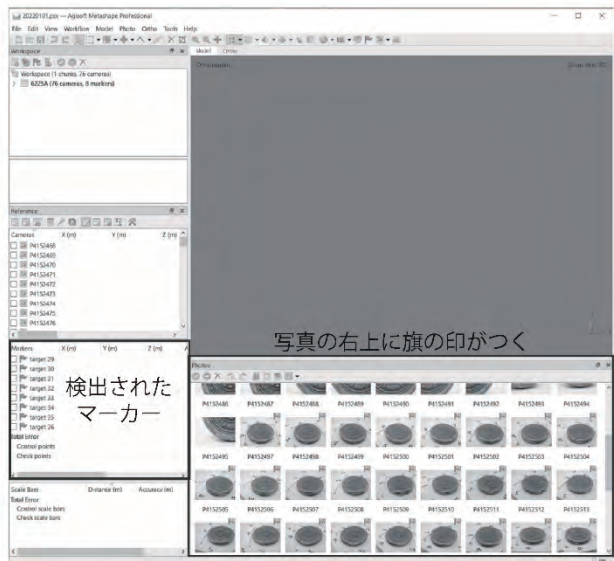 20220101.psx — Agisoft Metashape Professional
File Edit View Workflow Model Photo Ortho Tools Help
Workspace
Model Ortho
Workspace (1 chunks, 76 cameras)
6225A (76 cameras, 8 markers)
Reference
Cameras X (m) Y (m) Z (m)
P4152468
P4152469
P4152470
P4152471
P4152472
P4152473
P4152474
P4152475
P4152476
写真の右上に旗の印がつく
Markers X (m) Y (m) Z (m)
target 29
target 30
target 31
target 32
target 33
target 34
target 35
target 36
Total Error
Control points
Check points
検出された
マーカー
Scale Bars Distance (m) Accuracy (m)
Total Error
Control scale bars
Check scale bars
Photos
P4152486 P4152487 P4152488 P4152489 P4152490 P4152491 P4152492 P4152493 P4152494
P4152495 P4152497 P4152498 P4152499 P4152500 P4152501 P4152502 P4152503 P4152504
P4152505 P4152506 P4152507 P4152508 P4152509 P4152510 P4152511 P4152512 P4152513